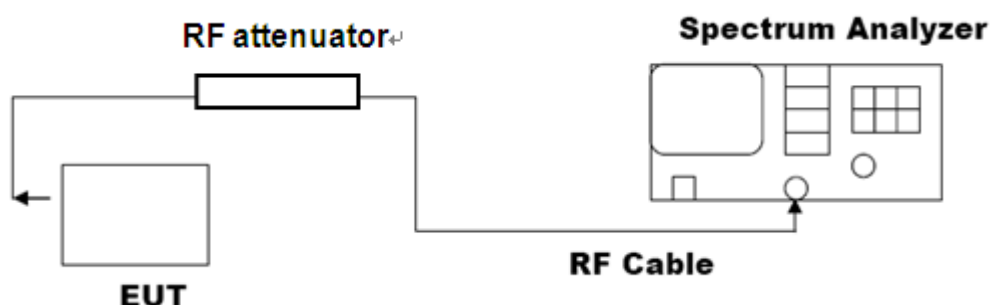 RF attenuator↵
Spectrum Analyzer
RF Cable
EUT